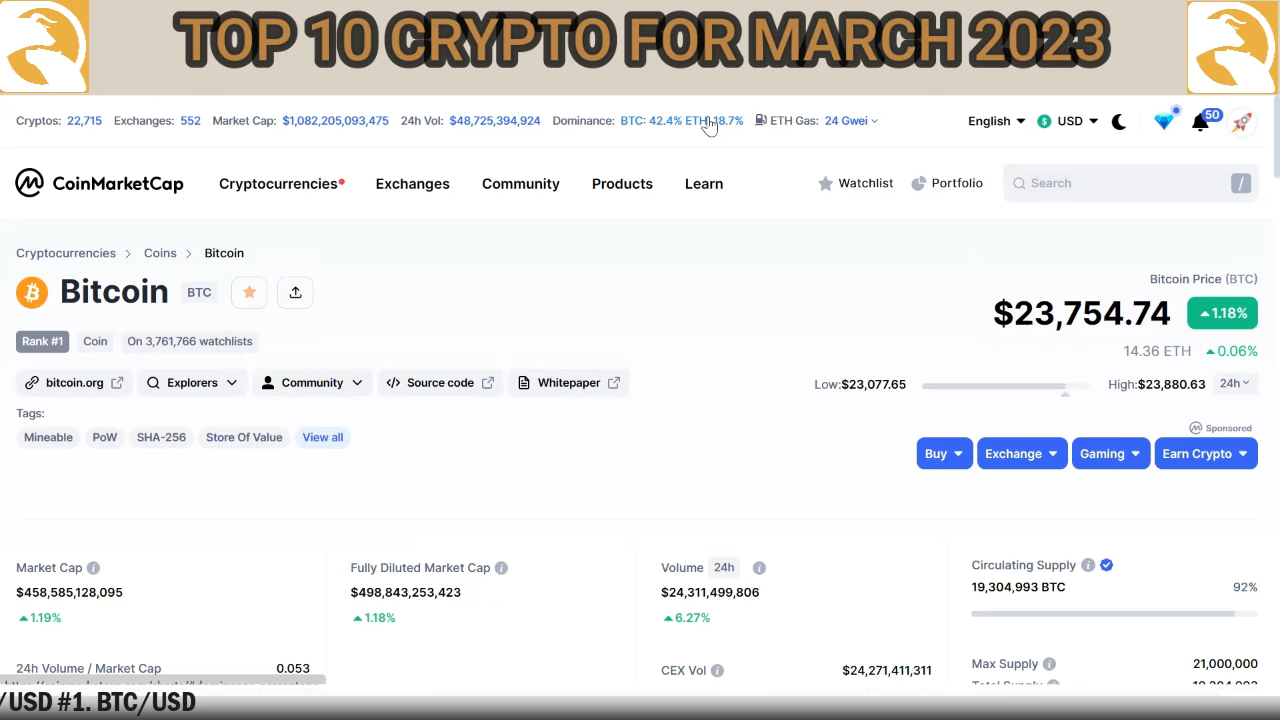 TOP 10 CRYPTO FOR MARCH 2023
Cryptos: 22,715 Exchanges: 552 Market Cap: $1,082,205,093,475 24h Vol: $48,725,394,924 Dominance: BTC: 42.4% ETH: 18.7% ETH Gas: 24 Gwei English USD 50
CoinMarketCap Cryptocurrencies Exchanges Community Products Learn Watchlist Portfolio Search /
Cryptocurrencies > Coins > Bitcoin
Bitcoin BTC
Bitcoin Price (BTC)
$23,754.74 1.18%
Rank #1 Coin On 3,761,766 watchlists
14.36 ETH 0.06%
bitcoin.org Explorers Community Source code Whitepaper
Low:$23,077.65 High:$23,880.63 24h
Tags:
Mineable PoW SHA-256 Store Of Value View all
Sponsored
Buy Exchange Gaming Earn Crypto
Market Cap Fully Diluted Market Cap Volume 24h Circulating Supply
$458,585,128,095 $498,843,253,423 $24,311,499,806 19,304,993 BTC 92%
1.19% 1.18% 6.27%
24h Volume / Market Cap 0.053 CEX Vol $24,271,411,311 Max Supply 21,000,000
/USD #1. BTC/USD